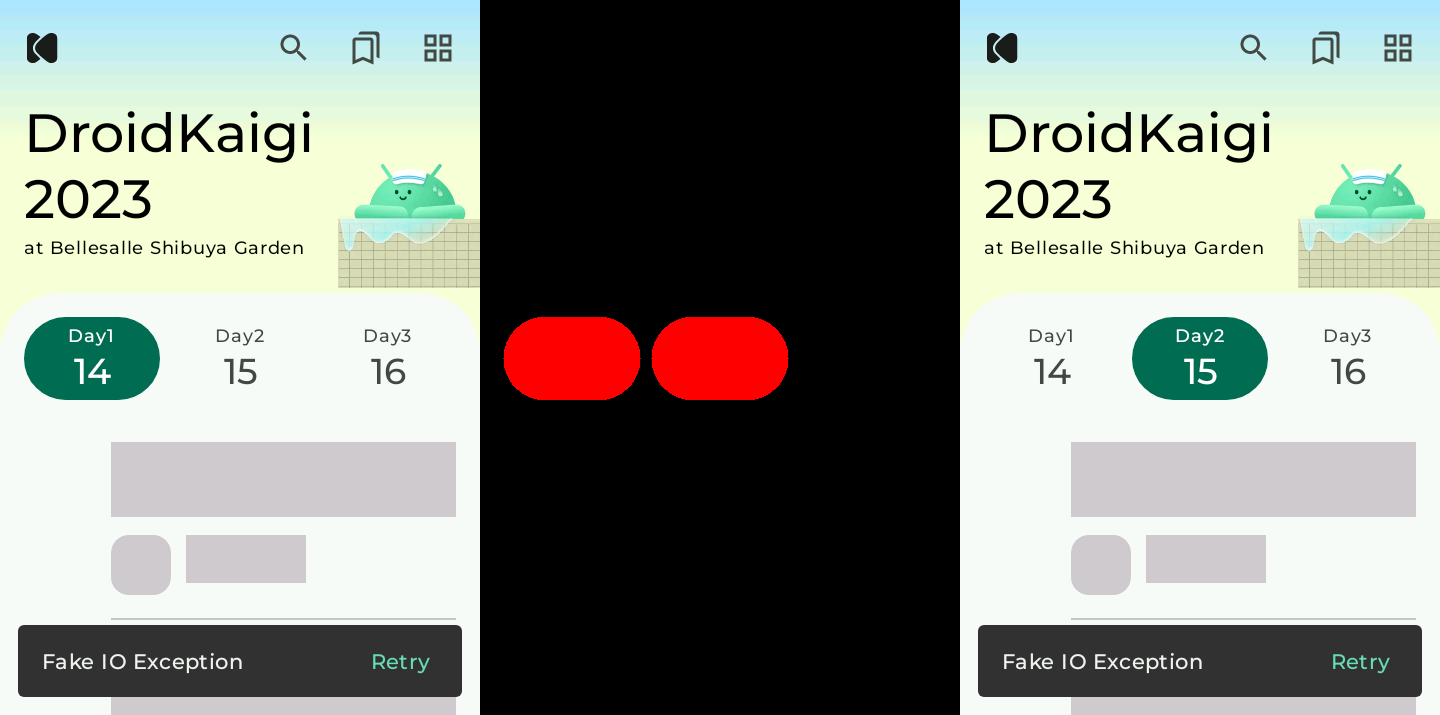 DroidKaigi
2023
at Bellesalle Shibuya Garden
Day1 Day2 Day3
14 15 16
Fake IO Exception Retry
DroidKaigi
2023
at Bellesalle Shibuya Garden
Day1 Day2 Day3
14 15 16
Fake IO Exception Retry